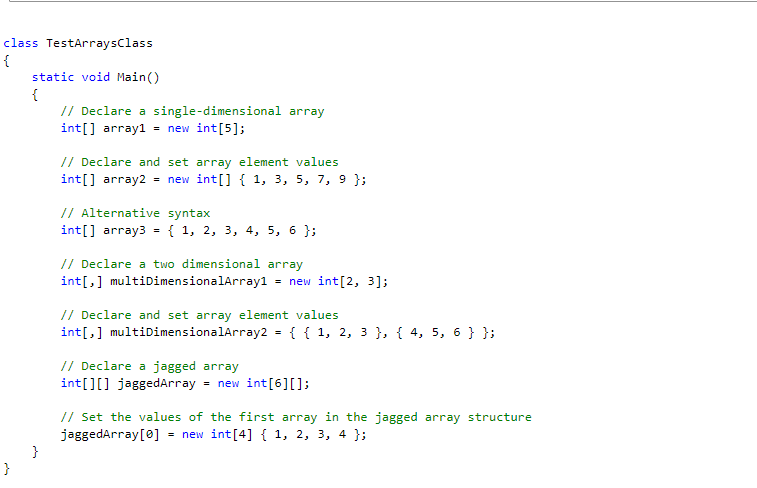 class TestArraysClass
{
    static void Main()
    {
        // Declare a single-dimensional array
        int[] array1 = new int[5];

        // Declare and set array element values
        int[] array2 = new int[] { 1, 3, 5, 7, 9 };

        // Alternative syntax
        int[] array3 = { 1, 2, 3, 4, 5, 6 };

        // Declare a two dimensional array
        int[,] multiDimensionalArray1 = new int[2, 3];

        // Declare and set array element values
        int[,] multiDimensionalArray2 = { { 1, 2, 3 }, { 4, 5, 6 } };

        // Declare a jagged array
        int[][] jaggedArray = new int[6][];

        // Set the values of the first array in the jagged array structure
        jaggedArray[0] = new int[4] { 1, 2, 3, 4 };
    }
}